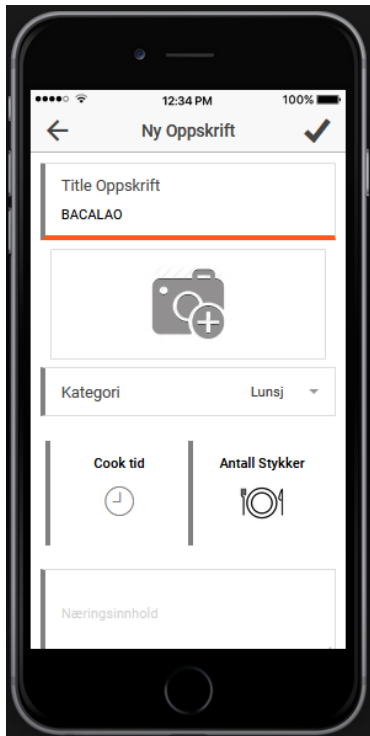 12:34 PM 100%
Ny Oppskrift
Title Oppskrift
BACALAO
Kategori Lunsj
Cook tid Antall Stykker
Næringsinnhold